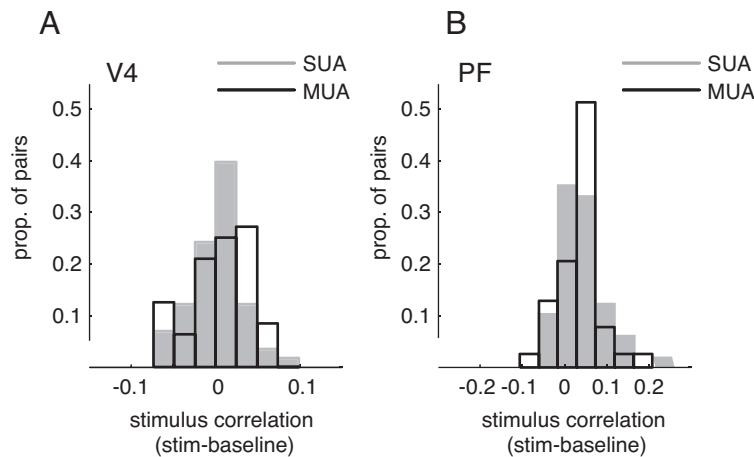 A
V4
SUA
MUA
prop. of pairs
0.5
0.4
0.3
0.2
0.1
-0.1 0 0.1
stimulus correlation
(stim-baseline)
B
PF
SUA
MUA
prop. of pairs
0.5
0.4
0.3
0.2
0.1
-0.2 -0.1 0 0.1 0.2
stimulus correlation
(stim-baseline)